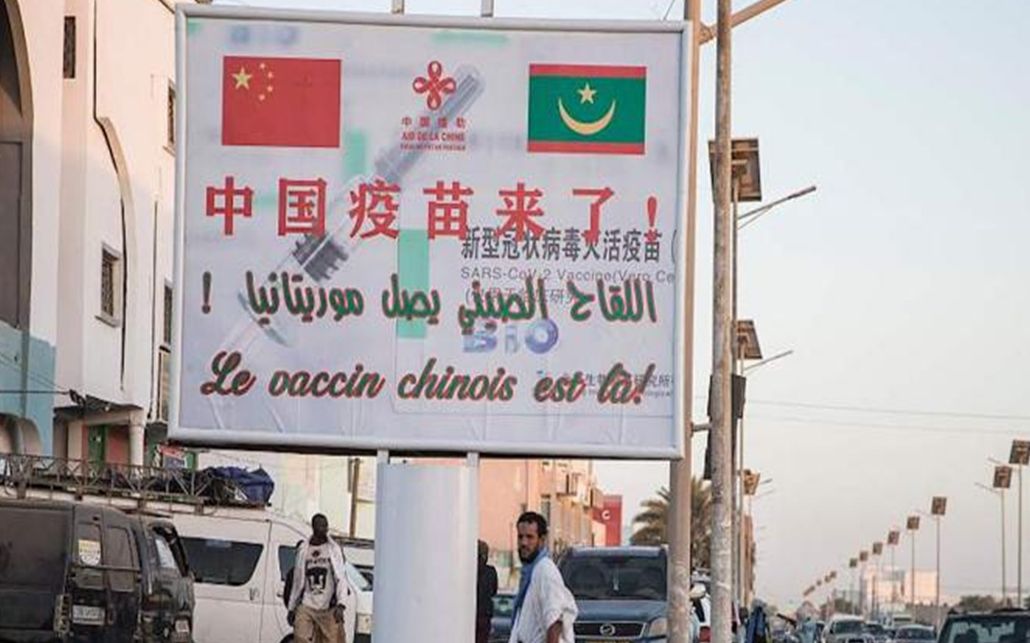 中国援助
AID DE LA CHINE
中国疫苗来了！
新型冠状病毒灭活疫苗（
SARS-CoV-2 Vaccine(Vero Ce
اللقاح الصيني يصل موريتانيا !
BiO
Le vaccin chinois est là!